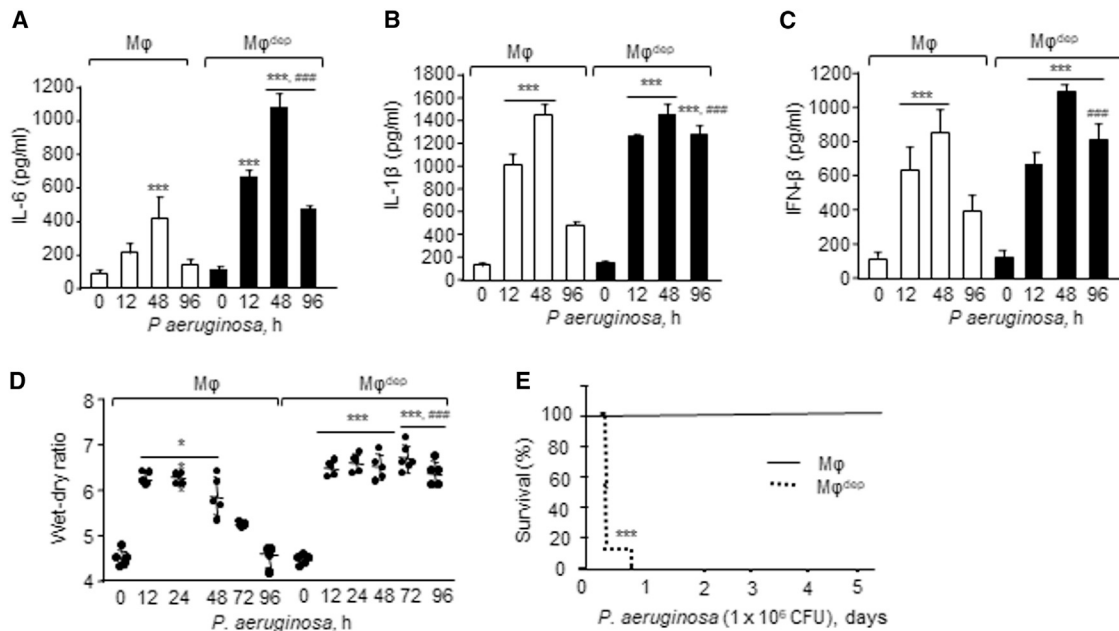 A
Mφ
Mφdep
IL-6 (pg/ml)
1200
1000
800
600
400
200
0
***
***
***, ###
0 12 48 96 0 12 48 96
P aeruginosa, h
B
Mφ
Mφdep
IL-1β (pg/ml)
1800
1600
1400
1200
1000
800
600
400
200
0
***
***
***, ###
0 12 48 96 0 12 48 96
P aeruginosa, h
C
Mφ
Mφdep
IFN-β (pg/ml)
1200
1000
800
600
400
200
0
***
***
###
0 12 48 96 0 12 48 96
P aeruginosa, h
D
Mφ
Mφdep
Wet-dry ratio
8
7
6
5
4
*
***
***, ###
0 12 24 48 72 96 0 12 24 48 72 96
P. aeruginosa, h
E
Survival (%)
100
80
60
40
20
0
Mφ
Mφdep
***
0 1 2 3 4 5
P. aeruginosa (1 x 10⁶ CFU), days